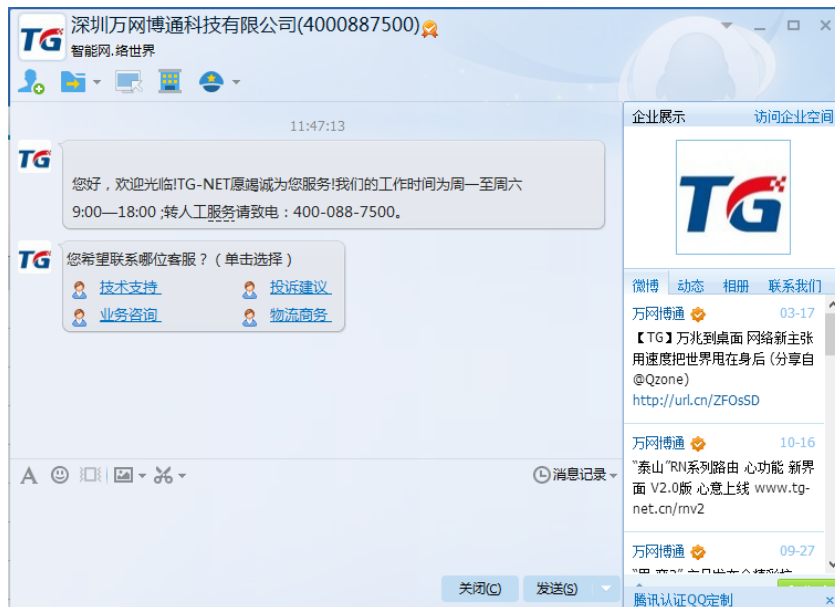 TG
深圳万网博通科技有限公司(4000887500)
智能网.络世界
11:47:13
TG
您好，欢迎光临!TG-NET愿竭诚为您服务!我们的工作时间为周一至周六
9:00—18:00 ;转人工服务请致电：400-088-7500。
TG
您希望联系哪位客服？（单击选择）
技术支持 投诉建议
业务咨询 物流商务
A 消息记录
关闭(C) 发送(S)
企业展示 访问企业空间
TG
微博 动态 相册 联系我们
万网博通 03-17
【TG】万兆到桌面 网络新主张
用速度把世界甩在身后 (分享自
@Qzone)
http://url.cn/ZFOsSD
万网博通 10-16
“泰山”RN系列路由 心功能 新界
面 V2.0版 心意上线 www.tg-
net.cn/rnv2
万网博通 09-27
腾讯认证QQ定制